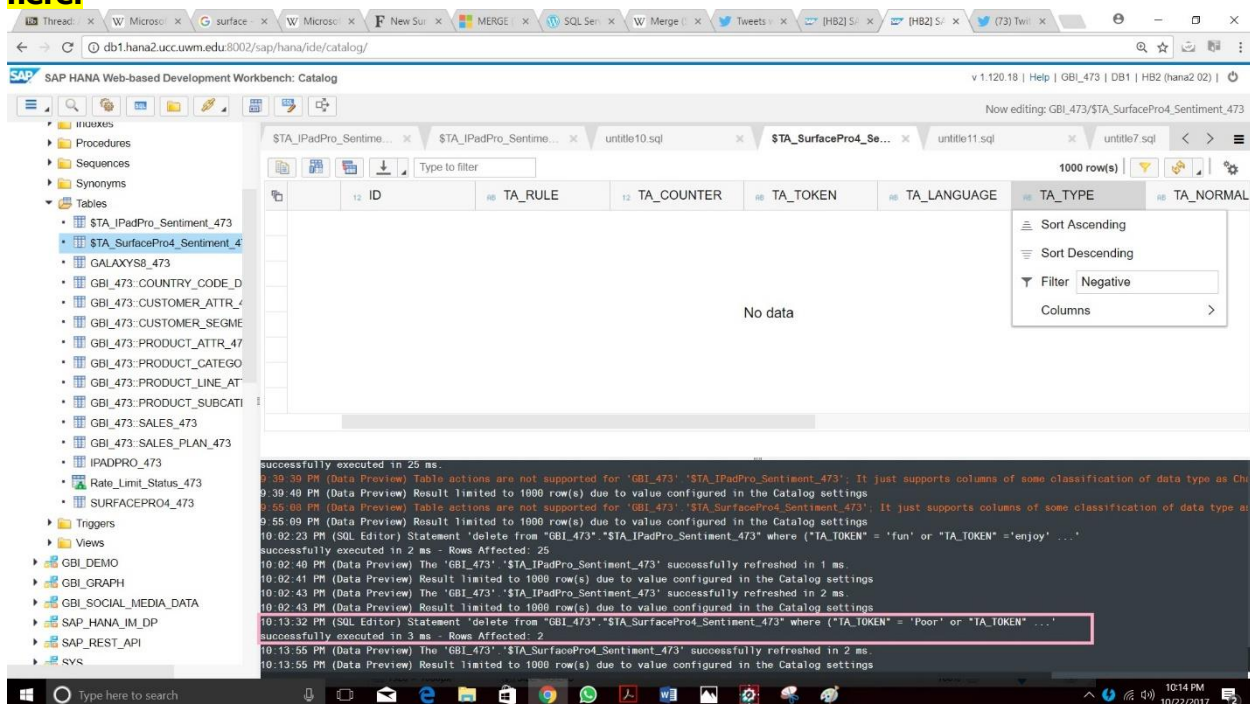 here.
Thread:
Microso
surface -
Microso
New Sur
MERGE (
SQL Sen
Merge (
Tweets
[HB2] SA
[HB2] SA
(73) Twit
db1.hana2.ucc.uwm.edu:8002/sap/hana/ide/catalog/
SAP HANA Web-based Development Workbench: Catalog
v 1.120.18 | Help | GBI_473 | DB1 | HB2 (hana2 02) |
Now editing: GBI_473/$TA_SurfacePro4_Sentiment_473
$TA_IPadPro_Sentime... $TA_IPadPro_Sentime... untitle10.sql $TA_SurfacePro4_Se... untitle11.sql untitle7.sql
Type to filter
1000 row(s)
12 ID
AB TA_RULE
12 TA_COUNTER
AB TA_TOKEN
AB TA_LANGUAGE
AB TA_TYPE
AB TA_NORMAL
Sort Ascending
Sort Descending
Filter Negative
Columns
No data
Indexes
Procedures
Sequences
Synonyms
Tables
$TA_IPadPro_Sentiment_473
$TA_SurfacePro4_Sentiment_4
GALAXYS8_473
GBI_473::COUNTRY_CODE_D
GBI_473::CUSTOMER_ATTR_4
GBI_473::CUSTOMER_SEGME
GBI_473::PRODUCT_ATTR_47
GBI_473::PRODUCT_CATEGO
GBI_473::PRODUCT_LINE_AT
GBI_473::PRODUCT_SUBCATI
GBI_473::SALES_473
GBI_473::SALES_PLAN_473
IPADPRO_473
Rate_Limit_Status_473
SURFACEPRO4_473
Triggers
Views
GBI_DEMO
GBI_GRAPH
GBI_SOCIAL_MEDIA_DATA
SAP_HANA_IM_DP
SAP_REST_API
SYS
successfully executed in 25 ms.
9:39:39 PM (Data Preview) Table actions are not supported for 'GBI_473'.'$TA_IPadPro_Sentiment_473'; It just supports columns of some classification of data type as Cha
9:39:40 PM (Data Preview) Result limited to 1000 row(s) due to value configured in the Catalog settings
9:55:08 PM (Data Preview) Table actions are not supported for 'GBI_473'.'$TA_SurfacePro4_Sentiment_473'; It just supports columns of some classification of data type as
9:55:09 PM (Data Preview) Result limited to 1000 row(s) due to value configured in the Catalog settings
10:02:23 PM (SQL Editor) Statement 'delete from "GBI_473"."$TA_IPadPro_Sentiment_473" where ("TA_TOKEN" = 'fun' or "TA_TOKEN" ='enjoy' ...'
successfully executed in 2 ms - Rows Affected: 25
10:02:40 PM (Data Preview) The 'GBI_473'.'$TA_IPadPro_Sentiment_473' successfully refreshed in 1 ms.
10:02:41 PM (Data Preview) Result limited to 1000 row(s) due to value configured in the Catalog settings
10:02:43 PM (Data Preview) The 'GBI_473'.'$TA_IPadPro_Sentiment_473' successfully refreshed in 2 ms.
10:02:43 PM (Data Preview) Result limited to 1000 row(s) due to value configured in the Catalog settings
10:13:32 PM (SQL Editor) Statement 'delete from "GBI_473"."$TA_SurfacePro4_Sentiment_473" where ("TA_TOKEN" = 'Poor' or "TA_TOKEN" ...'
successfully executed in 3 ms - Rows Affected: 2
10:13:55 PM (Data Preview) The 'GBI_473'.'$TA_SurfacePro4_Sentiment_473' successfully refreshed in 2 ms.
10:13:55 PM (Data Preview) Result limited to 1000 row(s) due to value configured in the Catalog settings
Type here to search
10:14 PM
10/22/2017